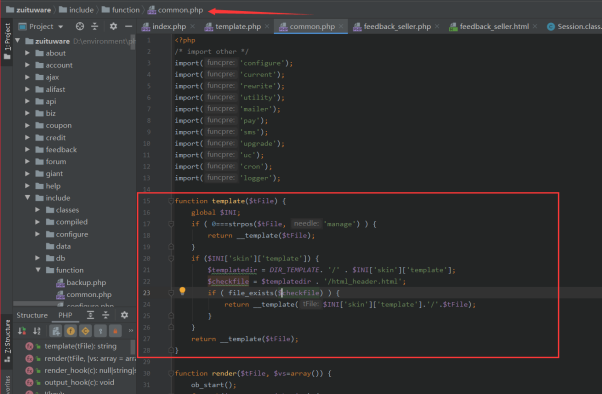 zuituware include function common.php
Project
index.php template.php common.php feedback_seller.php feedback_seller.html Session.class.
1: Project
zuituware D:\environment\p
about
account
ajax
alifast
api
biz
coupon
credit
feedback
forum
giant
help
include
classes
compiled
configure
data
db
function
backup.php
common.php
Structure PHP
Z: Structure
template(tFile): string
render(tFile, [vs: array = arra
render_hook(c): null|string|s
output_hook(c): void
1 <?php
2 /* import other */
3 import( funcpre: 'configure');
4 import( funcpre: 'current');
5 import( funcpre: 'rewrite');
6 import( funcpre: 'utility');
7 import( funcpre: 'mailer');
8 import( funcpre: 'pay');
9 import( funcpre: 'sms');
10 import( funcpre: 'upgrade');
11 import( funcpre: 'uc');
12 import( funcpre: 'cron');
13 import( funcpre: 'logger');
14
15 function template($tFile) {
16 global $INI;
17 if ( 0===strpos($tFile, needle: 'manage') ) {
18 return __template($tFile);
19 }
20 if ($INI['skin']['template']) {
21 $templatedir = DIR_TEMPLATE. '/' . $INI['skin']['template'];
22 $checkfile = $templatedir . '/html_header.html';
23 if ( file_exists($checkfile) ) {
24 return __template( tFile: $INI['skin']['template'].'/'.$tFile);
25 }
26 }
27 return __template($tFile);
28 }
29
30 function render($tFile, $vs=array()) {
31 ob_start();